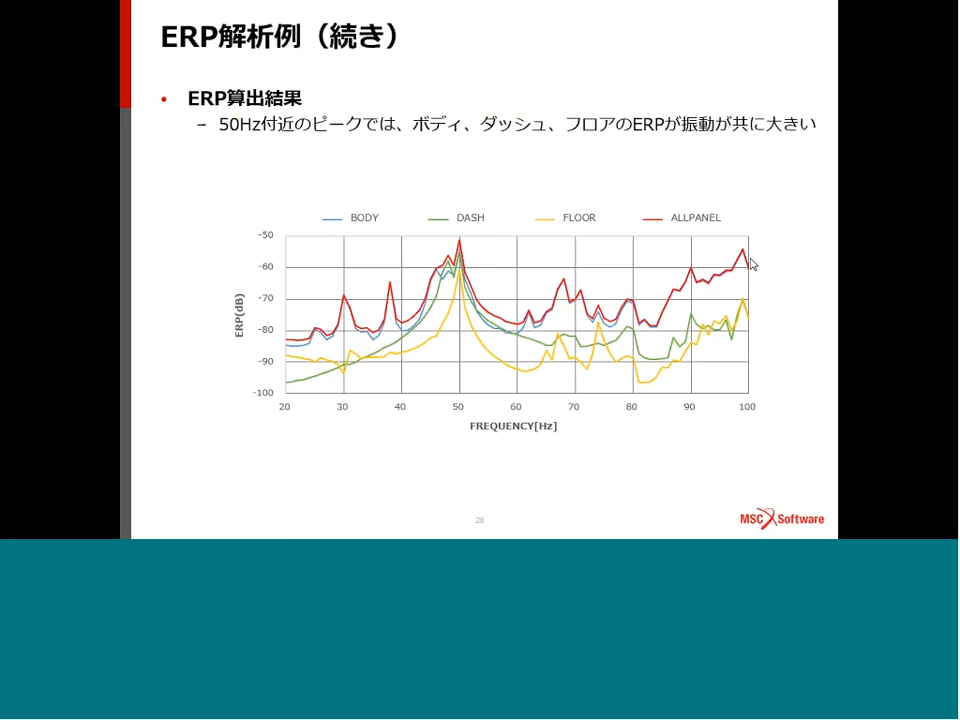 ERP解析例（続き）
• ERP算出結果
– 50Hz付近のピークでは、ボディ、ダッシュ、フロアのERPが振動が共に大きい
BODY DASH FLOOR ALLPANEL
-50
-60
-70
-80
-90
-100
ERP(dB)
20 30 40 50 60 70 80 90 100
FREQUENCY[Hz]
26
MSC Software